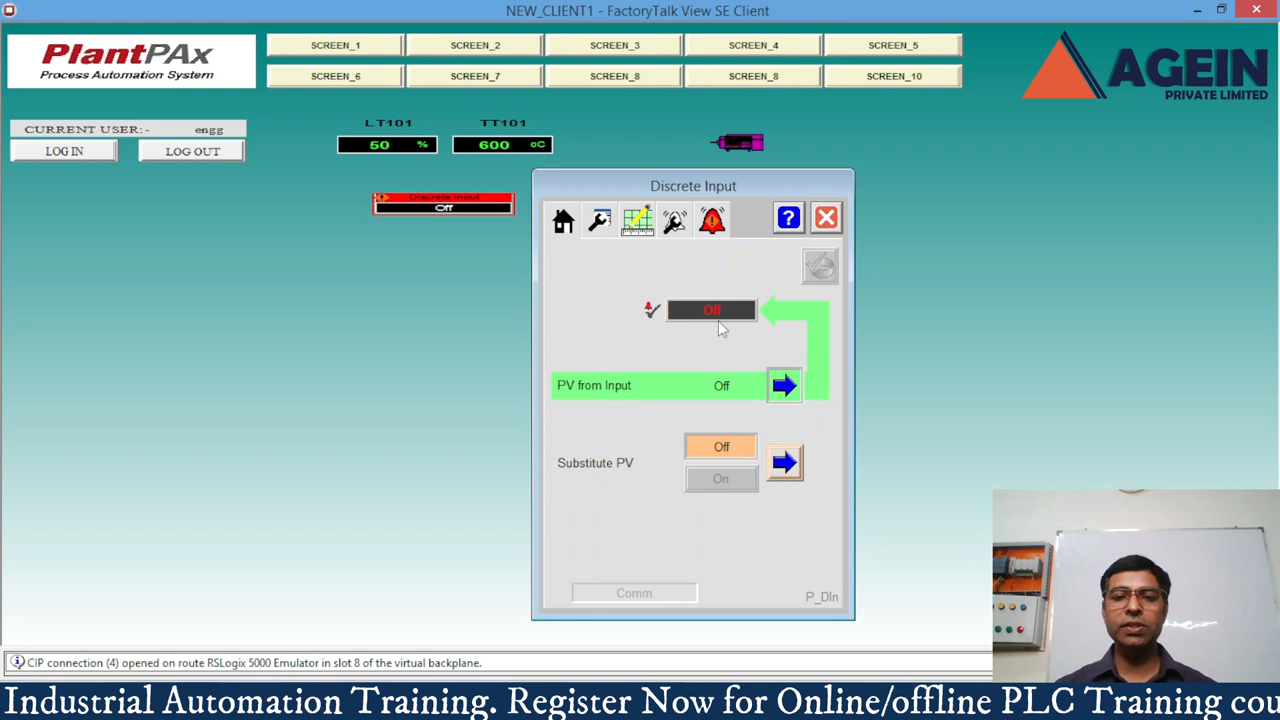 NEW_CLIENT1 - FactoryTalk View SE Client
PlantPAx
Process Automation System
SCREEN_1 SCREEN_2 SCREEN_3 SCREEN_4 SCREEN_5
SCREEN_6 SCREEN_7 SCREEN_8 SCREEN_8 SCREEN_10
AGEIN
PRIVATE LIMITED
CURRENT USER:- engg
LOG IN LOG OUT
LT101 TT101
50 % 600 oC
Discrete Input
Off
Discrete Input
?
Off
PV from Input Off
Off
Substitute PV
On
Comm P_DIn
CIP connection (4) opened on route RSLogix 5000 Emulator in slot 8 of the virtual backplane.
Industrial Automation Training. Register Now for Online/offline PLC Training cou